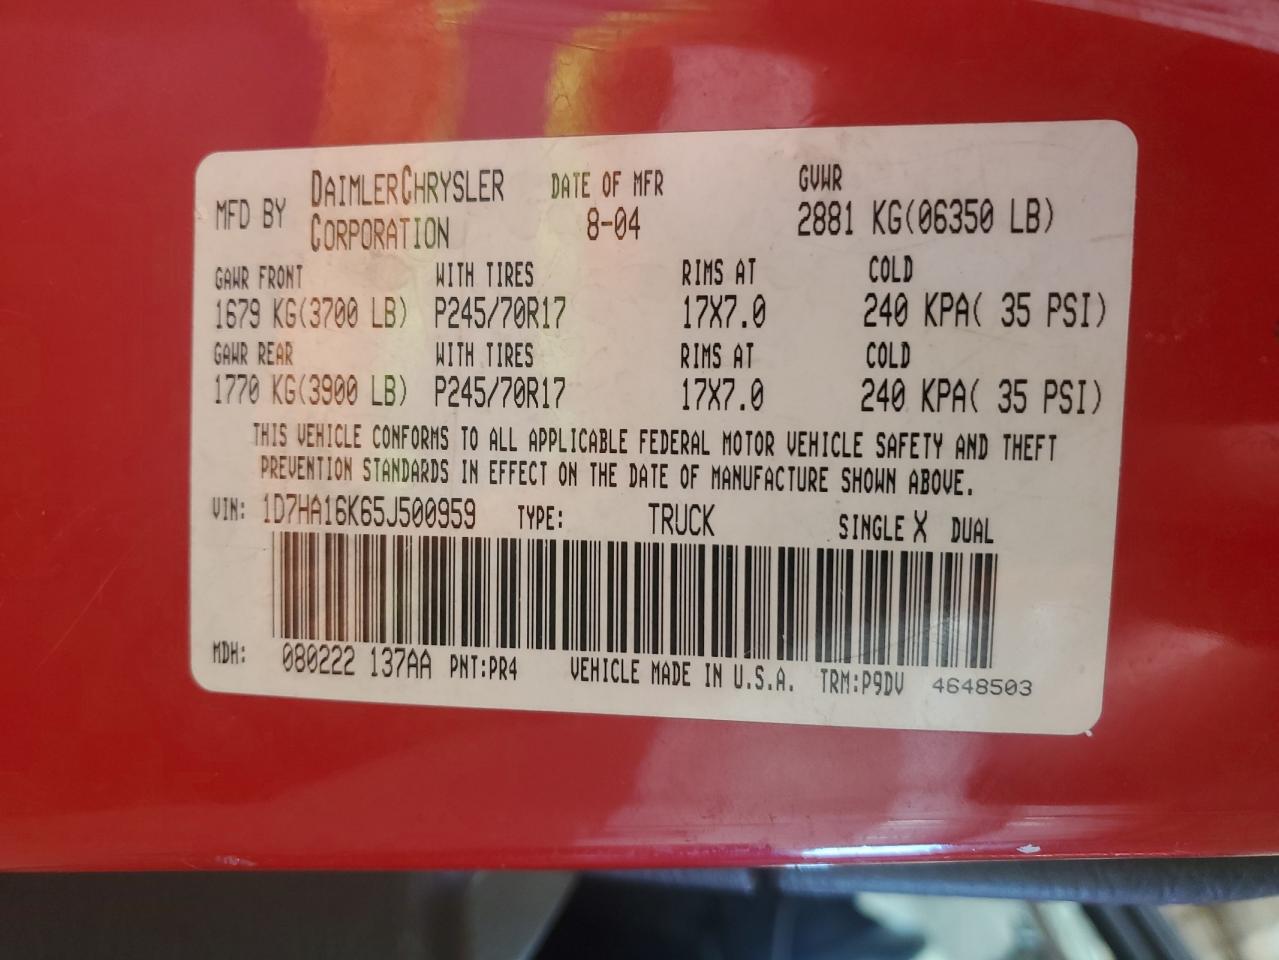 MFD BY DAIMLERCHRYSLER CORPORATION DATE OF MFR 8-04 GVWR 2881 KG(06350 LB)
GAWR FRONT WITH TIRES RIMS AT COLD
1679 KG(3700 LB) P245/70R17 17X7.0 240 KPA( 35 PSI)
GAWR REAR WITH TIRES RIMS AT COLD
1770 KG(3900 LB) P245/70R17 17X7.0 240 KPA( 35 PSI)
THIS VEHICLE CONFORMS TO ALL APPLICABLE FEDERAL MOTOR VEHICLE SAFETY AND THEFT
PREVENTION STANDARDS IN EFFECT ON THE DATE OF MANUFACTURE SHOWN ABOVE.
VIN: 1D7HA16K65J500959 TYPE: TRUCK SINGLE X DUAL
MDH: 080222 137AA PNT:PR4 VEHICLE MADE IN U.S.A. TRM:P9DV 4648503